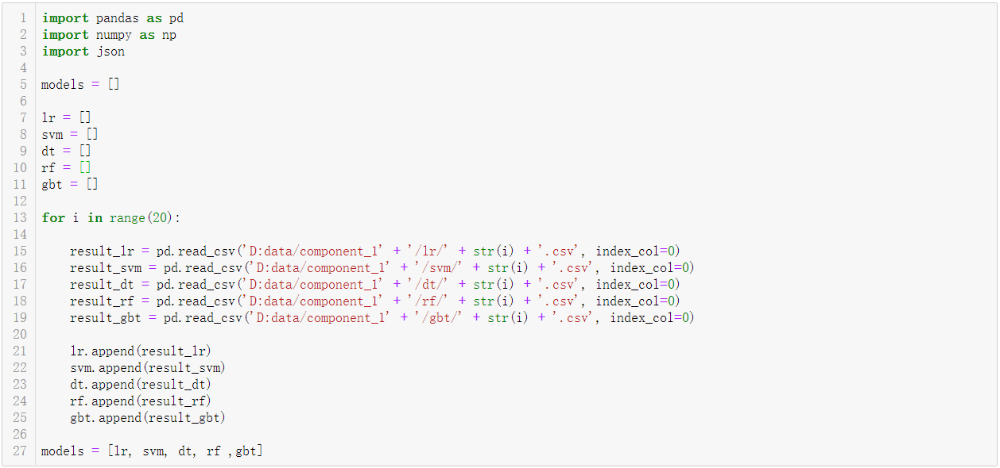 1 import pandas as pd
2 import numpy as np
3 import json
4
5 models = []
6
7 lr = []
8 svm = []
9 dt = []
10 rf = []
11 gbt = []
12
13 for i in range(20):
14
15     result_lr = pd.read_csv('D:data/component_1' + '/lr/' + str(i) + '.csv', index_col=0)
16     result_svm = pd.read_csv('D:data/component_1' + '/svm/' + str(i) + '.csv', index_col=0)
17     result_dt = pd.read_csv('D:data/component_1' + '/dt/' + str(i) + '.csv', index_col=0)
18     result_rf = pd.read_csv('D:data/component_1' + '/rf/' + str(i) + '.csv', index_col=0)
19     result_gbt = pd.read_csv('D:data/component_1' + '/gbt/' + str(i) + '.csv', index_col=0)
20
21     lr.append(result_lr)
22     svm.append(result_svm)
23     dt.append(result_dt)
24     rf.append(result_rf)
25     gbt.append(result_gbt)
26
27 models = [lr, svm, dt, rf ,gbt]